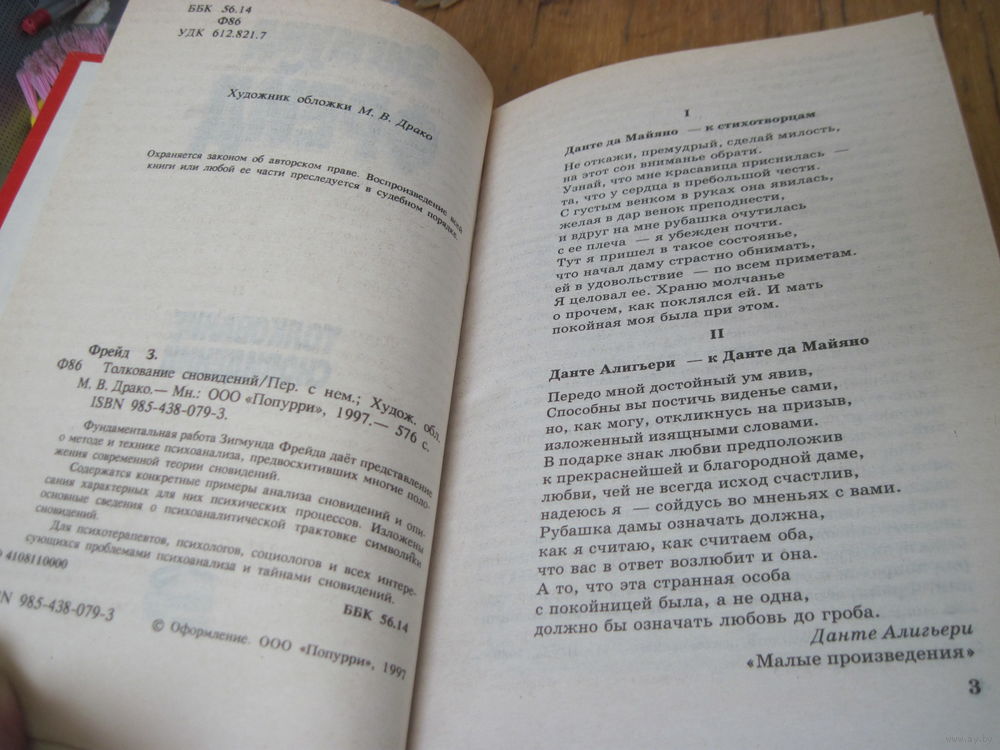 ББК 56.14
Ф86
УДК 612.821.7
Художник обложки М. В. Драко
Охраняется законом об авторском праве. Воспроизведение всей
книги или любой ее части преследуется в судебном порядке.
Фрейд З.
Ф86 Толкование сновидений/Пер. с нем.; Худож. обл.
М. В. Драко.— Мн.: ООО «Попурри», 1997.— 576 с.
ISBN 985-438-079-3.
Фундаментальная работа Зигмунда Фрейда даёт представление
о методе и технике психоанализа, предвосхитивших многие поло-
жения современной теории сновидений.
Содержатся конкретные примеры анализа сновидений и опи-
сания характерных для них психических процессов. Изложены
основные сведения о психоаналитической трактовке символики
сновидений.
Для психотерапевтов, психологов, социологов и всех интере-
сующихся проблемами психоанализа и тайнами сновидений.
4108110000
ББК 56.14
N 985-438-079-3
© Оформление. ООО «Попурри», 1997
I
Данте да Майяно — к стихотворцам
Не откажи, премудрый, сделай милость,
на этот сон вниманье обрати.
Узнай, что мне красавица приснилась —
та, что у сердца в пребольшой чести.
С густым венком в руках она явилась,
желая в дар венок преподнести,
и вдруг на мне рубашка очутилась
с ее плеча — я убежден почти.
Тут я пришел в такое состоянье,
что начал даму страстно обнимать,
ей в удовольствие — по всем приметам.
Я целовал ее. Храню молчанье
о прочем, как поклялся ей. И мать
покойная моя была при этом.
II
Данте Алигьери — к Данте да Майяно
Передо мной достойный ум явив,
Способны вы постичь виденье сами,
но, как могу, откликнусь на призыв,
изложенный изящными словами.
В подарке знак любви предположив
к прекраснейшей и благородной даме,
любви, чей не всегда исход счастлив,
надеюсь я — сойдусь во мненьях с вами.
Рубашка дамы означать должна,
как я считаю, как считаем оба,
что вас в ответ возлюбит и она.
А то, что эта странная особа
с покойницей была, а не одна,
должно бы означать любовь до гроба.
Данте Алигьери
«Малые произведения»
3
www.ay.by